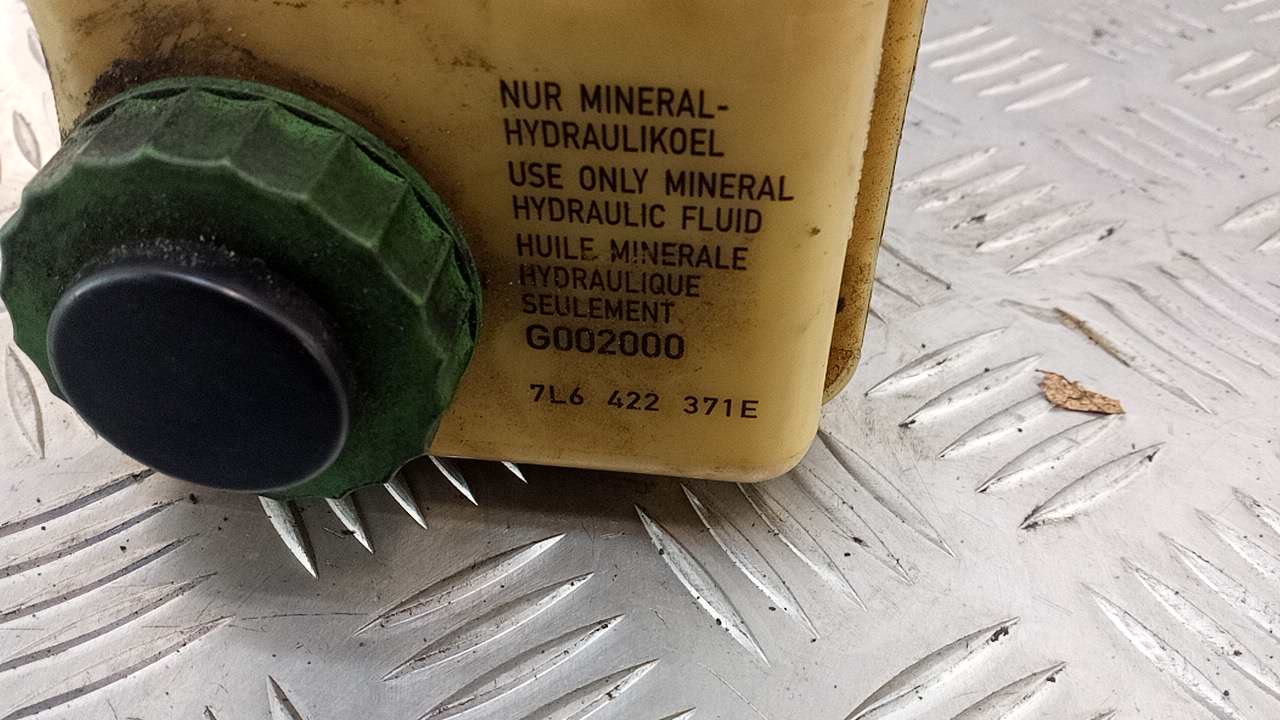 NUR MINERAL-
HYDRAULIKOEL
USE ONLY MINERAL
HYDRAULIC FLUID
HUILE MINERALE
HYDRAULIQUE
SEULEMENT
G002000
7L6 422 371E